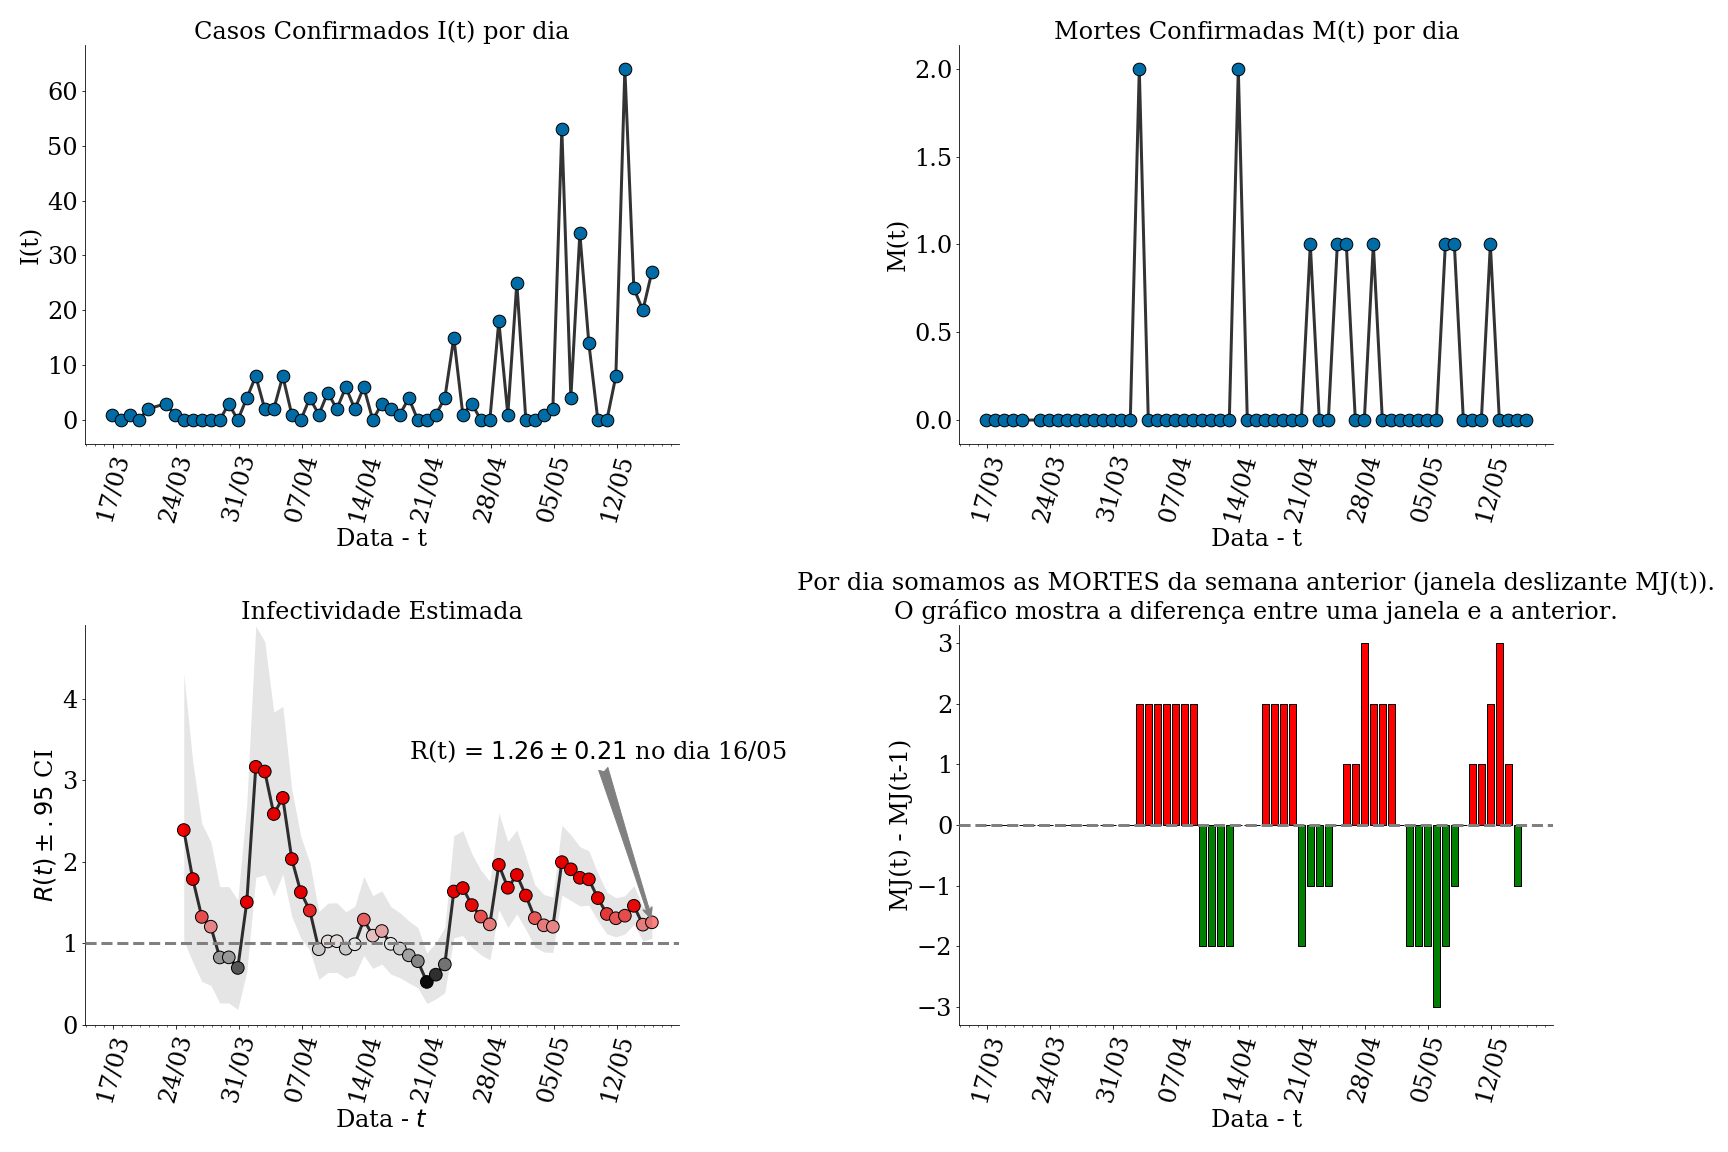 Casos Confirmados I(t) por dia
I(t)
60
50
40
30
20
10
0
17/03 24/03 31/03 07/04 14/04 21/04 28/04 05/05 12/05
Data - t
Mortes Confirmadas M(t) por dia
M(t)
2.0
1.5
1.0
0.5
0.0
17/03 24/03 31/03 07/04 14/04 21/04 28/04 05/05 12/05
Data - t
Infectividade Estimada
R(t) ± .95 CI
4
3
2
1
0
R(t) = 1.26 ± 0.21 no dia 16/05
17/03 24/03 31/03 07/04 14/04 21/04 28/04 05/05 12/05
Data - t
Por dia somamos as MORTES da semana anterior (janela deslizante MJ(t)).
O gráfico mostra a diferença entre uma janela e a anterior.
MJ(t) - MJ(t-1)
3
2
1
0
−1
−2
−3
17/03 24/03 31/03 07/04 14/04 21/04 28/04 05/05 12/05
Data - t